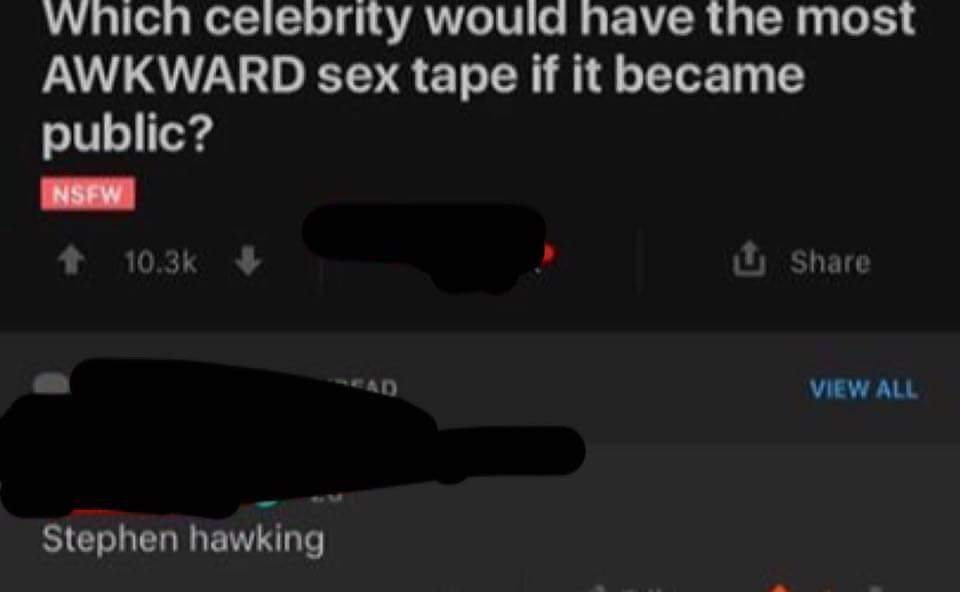 Which celebrity would have the most
AWKWARD sex tape if it became
public?
NSFW
10.3k
Share
VIEW ALL
Stephen hawking